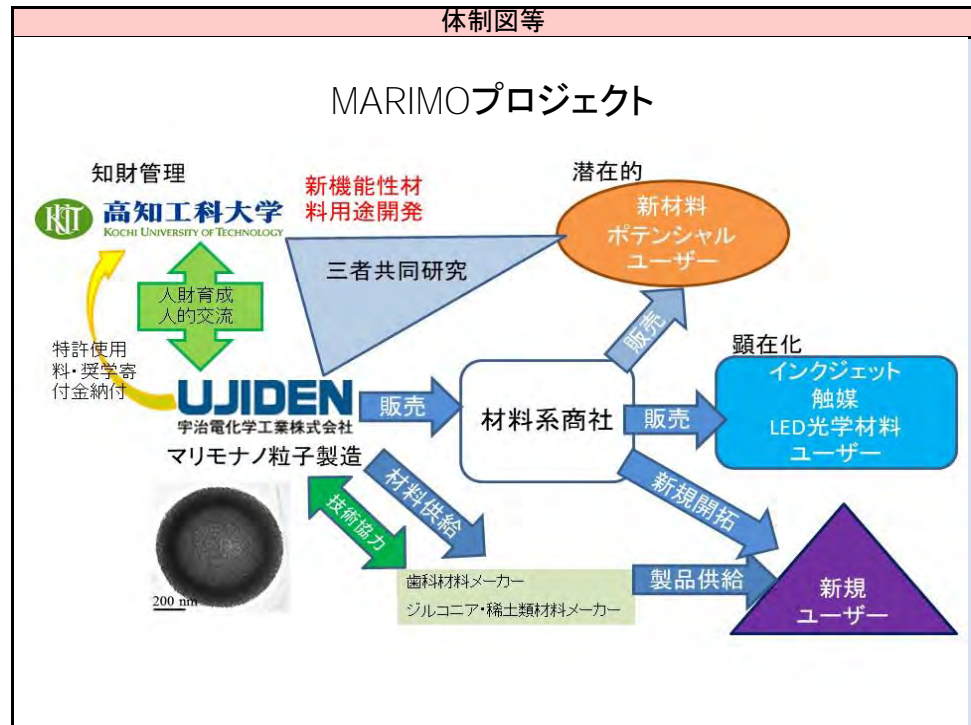 体制図等
MARIMOプロジェクト
知財管理
KUT
高知工科大学
KOCHI UNIVERSITY OF TECHNOLOGY
新機能性材
料用途開発
潜在的
新材料
ポテンシャル
ユーザー
三者共同研究
人財育成
人的交流
特許使用
料・奨学寄
付金納付
販売
顕在化
UJIDEN
宇治電化学工業株式会社
販売
材料系商社
販売
インクジェット
触媒
LED光学材料
ユーザー
マリモナノ粒子製造
材料供給
技術協力
新規開拓
200 nm
歯科材料メーカー
ジルコニア・稀土類材料メーカー
製品供給
新規
ユーザー